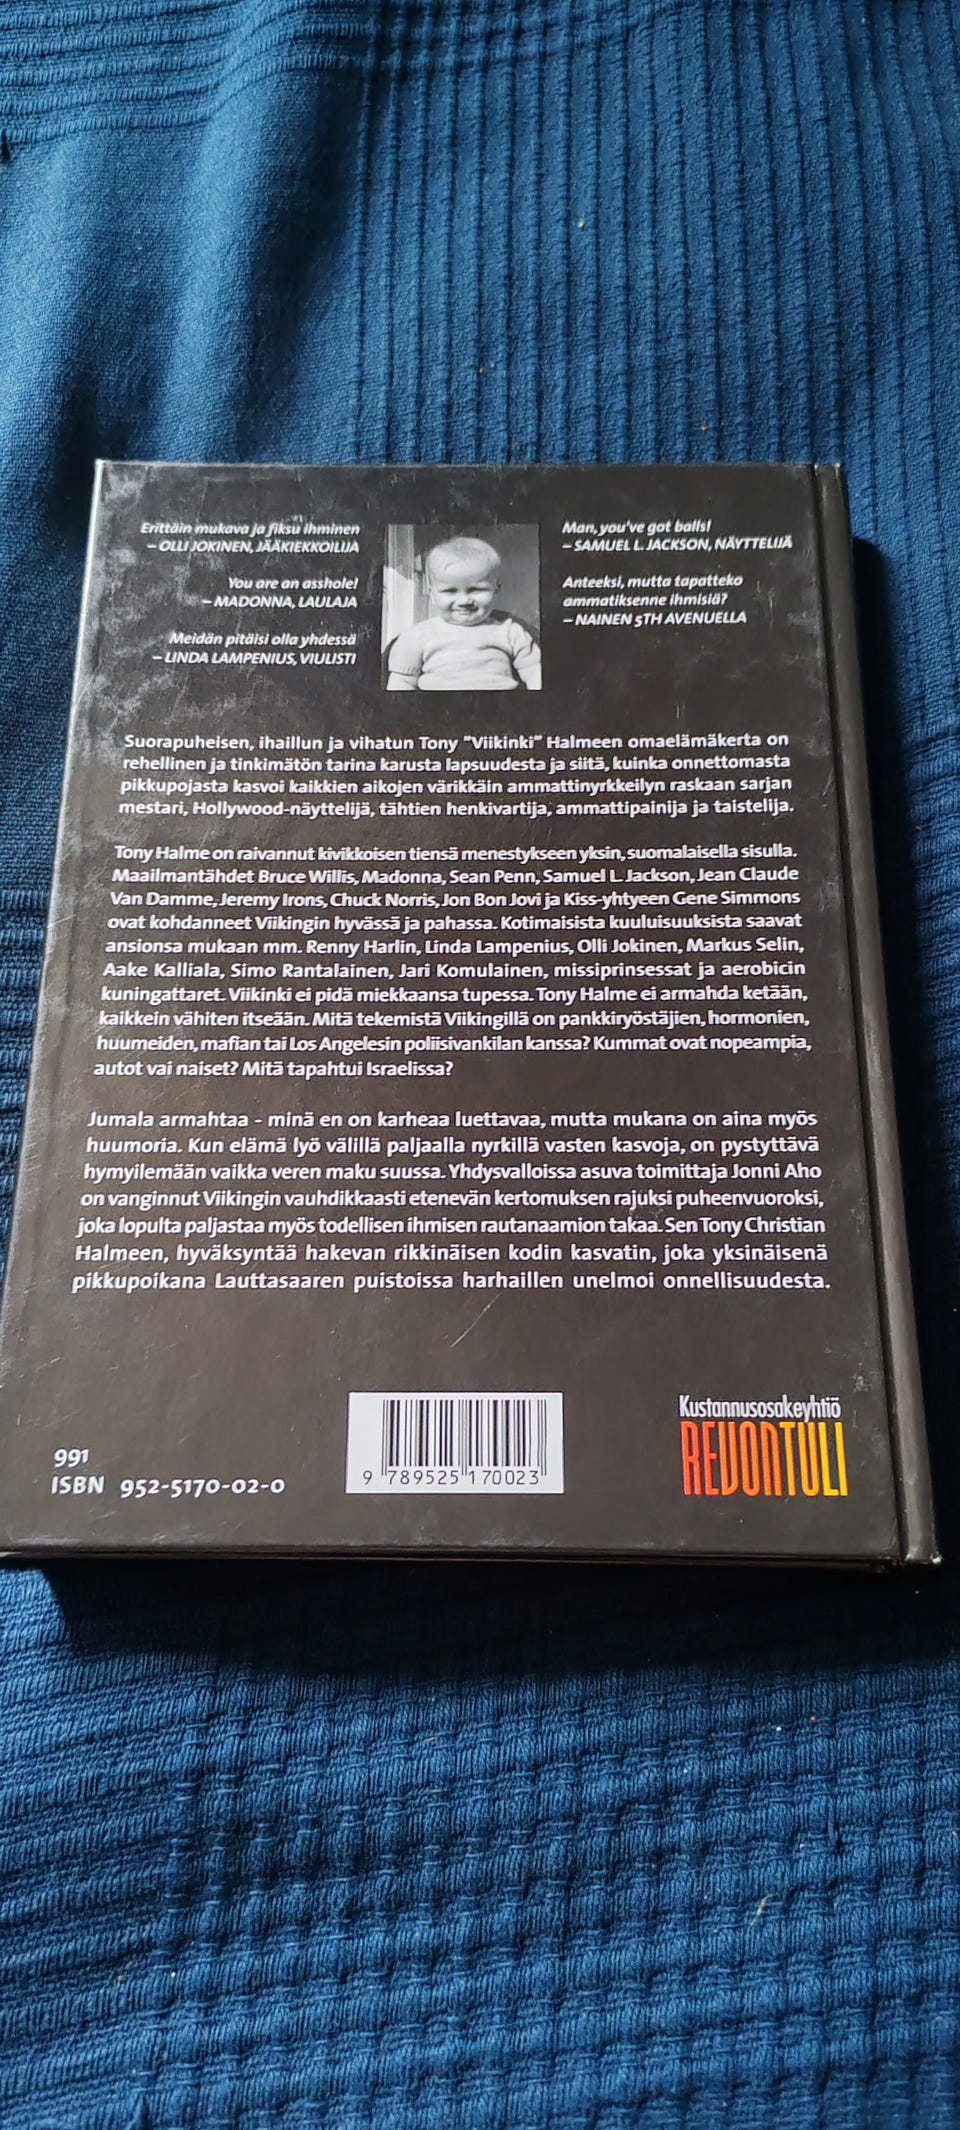 Erittäin mukava ja fiksu ihminen
– OLLI JOKINEN, JÄÄKIEKKOILIJA
You are an asshole!
– MADONNA, LAULAJA
Meidän pitäisi olla yhdessä
– LINDA LAMPENIUS, VIULISTI
Man, you've got balls!
– SAMUEL L. JACKSON, NÄYTTELIJÄ
Anteeksi, mutta tapatteko
ammatiksenne ihmisiä?
– NAINEN 5TH AVENUELLA
Suorapuheisen, ihaillun ja vihatun Tony "Viikinki" Halmeen omaelämäkerta on
rehellinen ja tinkimätön tarina karusta lapsuudesta ja siitä, kuinka onnettomasta
pikkupojasta kasvoi kaikkien aikojen värikkäin ammattinyrkkeilyn raskaan sarjan
mestari, Hollywood-näyttelijä, tähtien henkivartija, ammattipainija ja taistelija.
Tony Halme on raivannut kivikkoisen tiensä menestykseen yksin, suomalaisella sisulla.
Maailmantähdet Bruce Willis, Madonna, Sean Penn, Samuel L. Jackson, Jean Claude
Van Damme, Jeremy Irons, Chuck Norris, Jon Bon Jovi ja Kiss-yhtyeen Gene Simmons
ovat kohdanneet Viikingin hyvässä ja pahassa. Kotimaisista kuuluisuuksista saavat
ansionsa mukaan mm. Renny Harlin, Linda Lampenius, Olli Jokinen, Markus Selin,
Aake Kalliala, Simo Rantalainen, Jari Komulainen, missiprinsessat ja aerobicin
kuningattaret. Viikinki ei pidä miekkaansa tupessa. Tony Halme ei armahda ketään,
kaikkein vähiten itseään. Mitä tekemistä Viikingillä on pankkiryöstäjien, hormonien,
huumeiden, mafian tai Los Angelesin poliisivankilan kanssa? Kummat ovat nopeampia,
autot vai naiset? Mitä tapahtui Israelissa?
Jumala armahtaa - minä en on karheaa luettavaa, mutta mukana on aina myös
huumoria. Kun elämä lyö välillä paljaalla nyrkillä vasten kasvoja, on pystyttävä
hymyilemään vaikka veren maku suussa. Yhdysvalloissa asuva toimittaja Jonni Aho
on vanginnut Viikingin vauhdikkaasti etenevän kertomuksen rajuksi puheenvuoroksi,
joka lopulta paljastaa myös todellisen ihmisen rautanaamion takaa. Sen Tony Christian
Halmeen, hyväksyntää hakevan rikkinäisen kodin kasvatin, joka yksinäisenä
pikkupoikana Lauttasaaren puistoissa harhaillen unelmoi onnellisuudesta.
991
ISBN 952-5170-02-0
9 789525 170023
Kustannusosakeyhtiö
REVONTULI